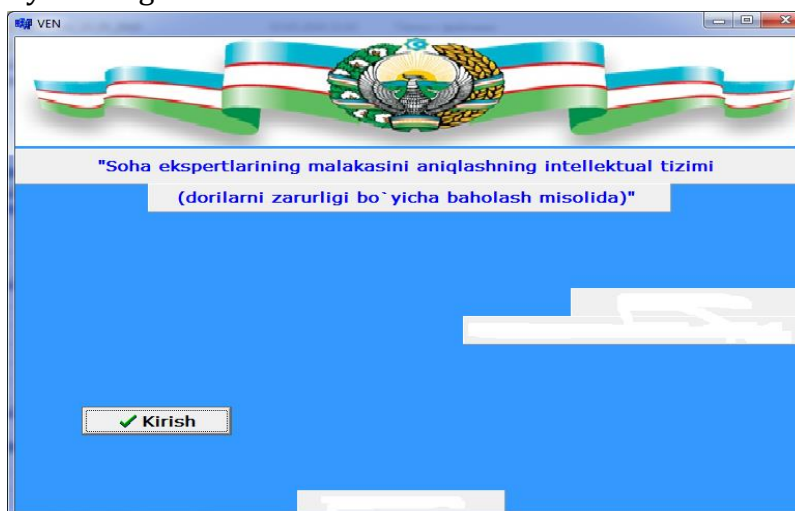 VEN
"Soha ekspertlarining malakasini aniqlashning intellektual tizimi
(dorilarni zarurligi bo`yicha baholash misolida)"
Kirish